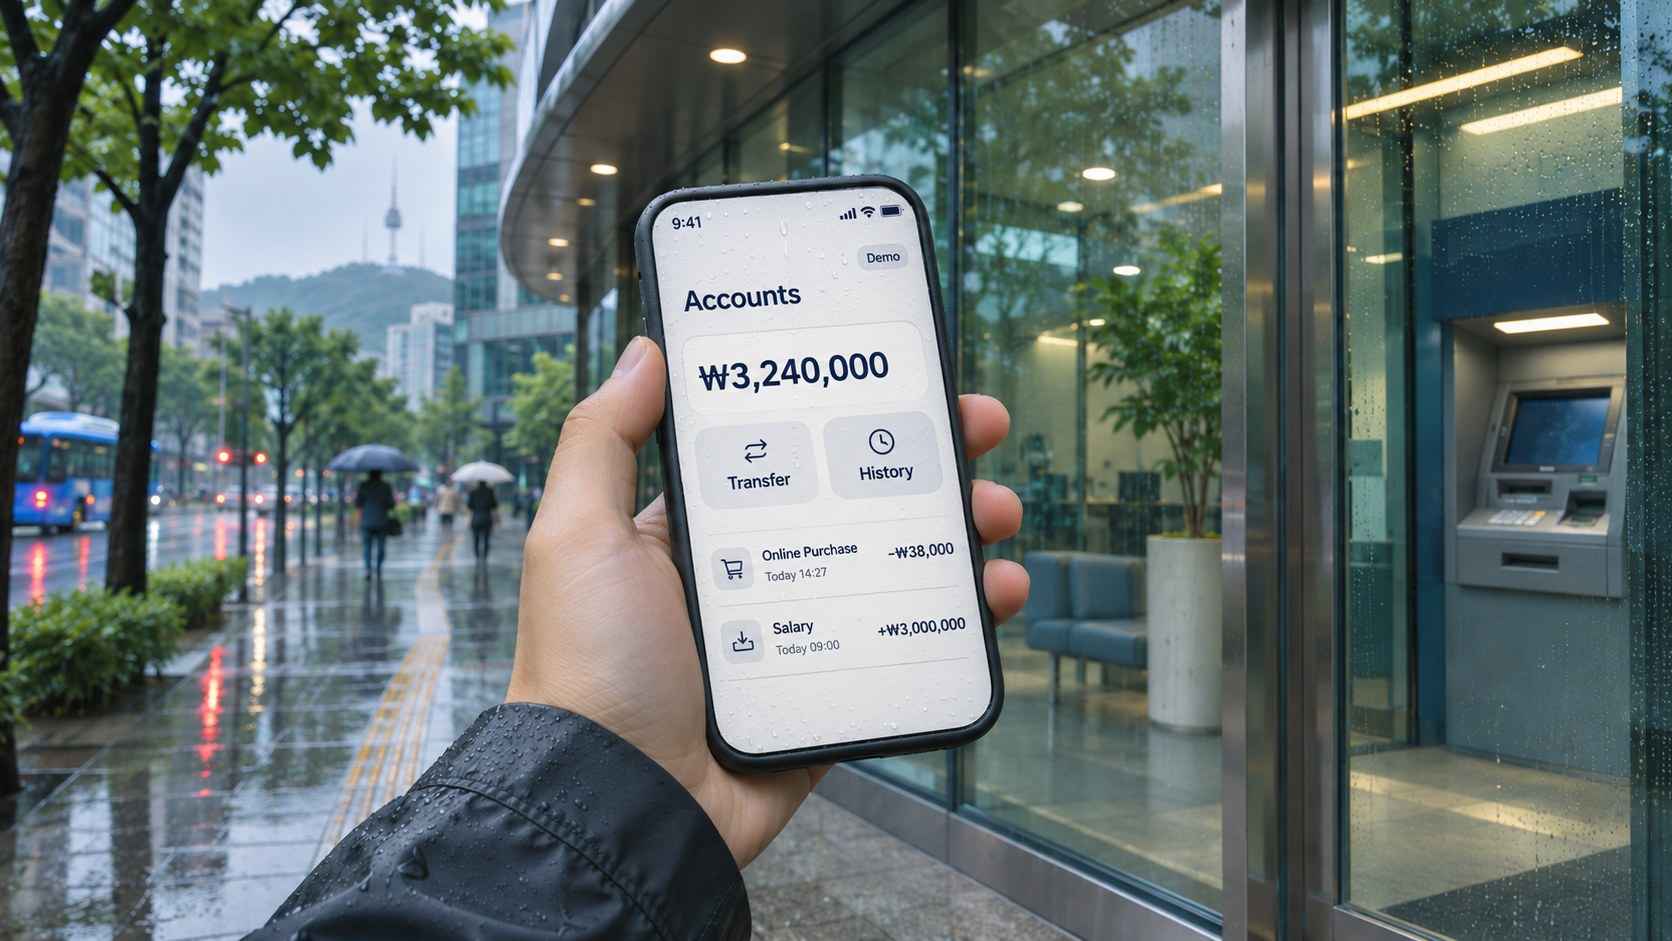 9:41
Demo
Accounts
₩3,240,000
Transfer
History
Online Purchase
–₩38,000
Today 14:27
Salary
+₩3,000,000
Today 09:00